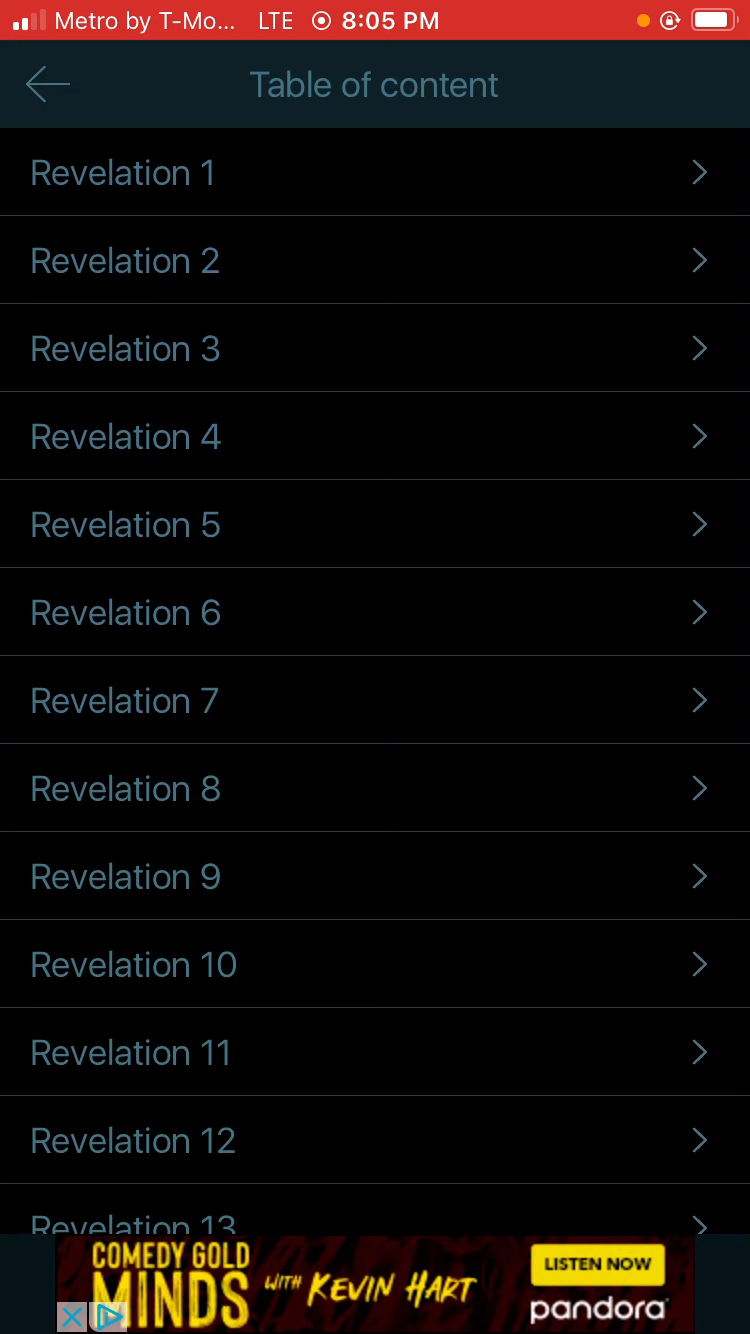 Metro by T-Mo... LTE 8:05 PM
Table of content
Revelation 1
Revelation 2
Revelation 3
Revelation 4
Revelation 5
Revelation 6
Revelation 7
Revelation 8
Revelation 9
Revelation 10
Revelation 11
Revelation 12
Revelation 13
COMEDY GOLD
MINDS WITH KEVIN HART
LISTEN NOW
pandora